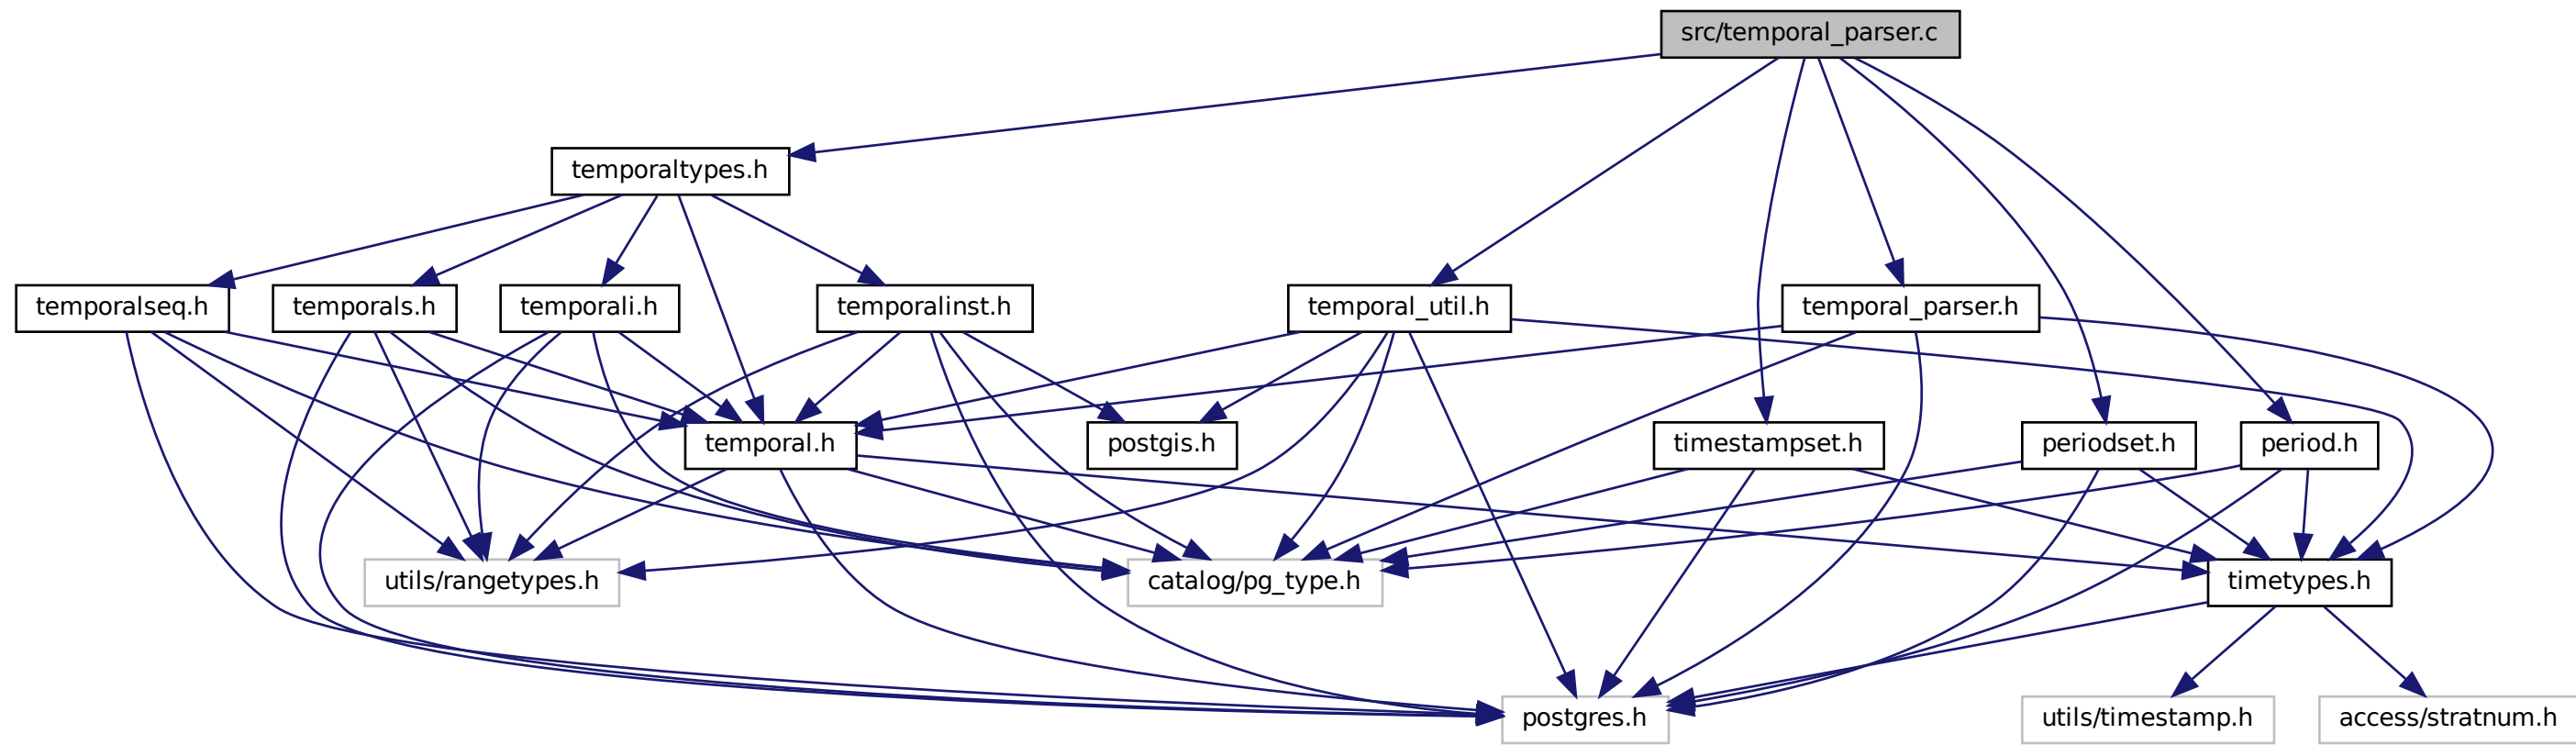 src/temporal_parser.c
temporaltypes.h
temporalseq.h
temporals.h
temporali.h
temporalinst.h
temporal_util.h
temporal_parser.h
temporal.h
postgis.h
timestampset.h
periodset.h
period.h
utils/rangetypes.h
catalog/pg_type.h
timetypes.h
postgres.h
utils/timestamp.h
access/stratnum.h